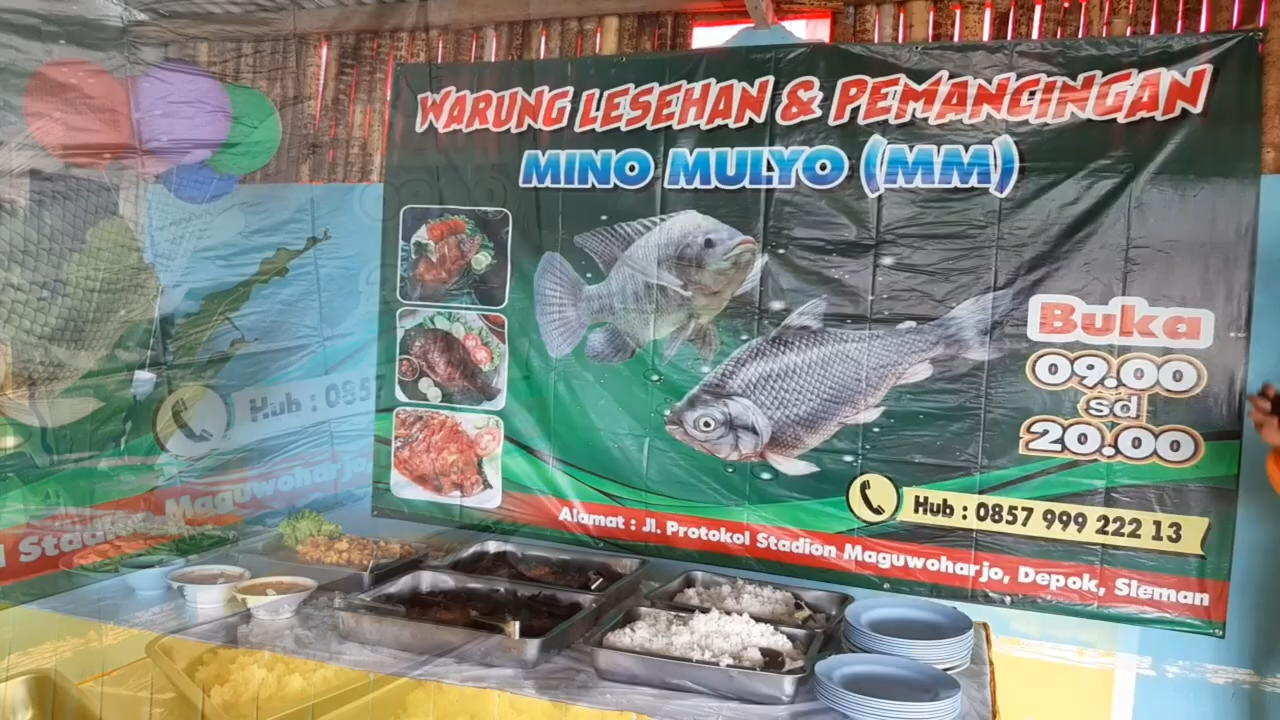 WARUNG LESEHAN & PEMANCINGAN
MINO MULYO (MM)
Buka
09.00
sd
20.00
Hub : 0857 999 222 13
Alamat : Jl. Protokol Stadion Maguwoharjo, Depok, Sleman
Hub : 085
Maguwoharjo,